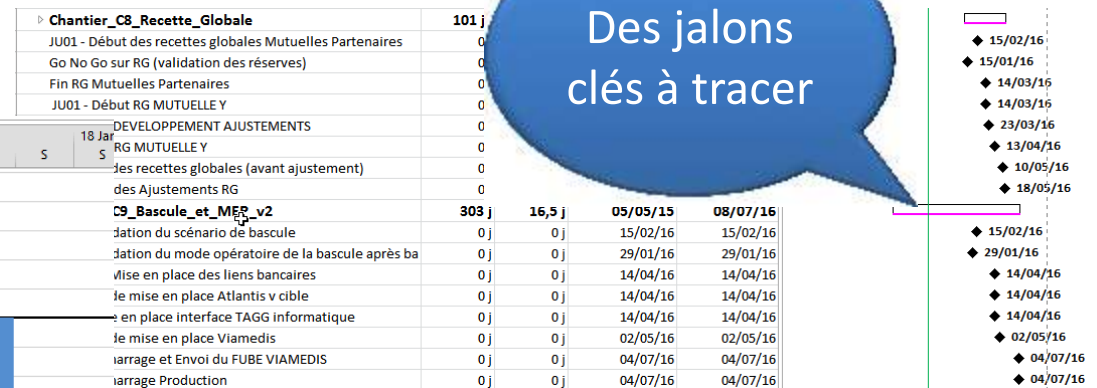 Chantier_C8_Recette_Globale 101 j
Des jalons
clés à tracer
JU01 - Début des recettes globales Mutuelles Partenaires 0 15/02/16
Go No Go sur RG (validation des réserves) 0 15/01/16
Fin RG Mutuelles Partenaires 0 14/03/16
JU01 - Début RG MUTUELLE Y 0 14/03/16
DEVELOPPEMENT AJUSTEMENTS 0 23/03/16
18 Jar
S S
RG MUTUELLE Y 0 13/04/16
des recettes globales (avant ajustement) 0 10/05/16
des Ajustements RG 0 18/05/16
C9_Bascule_et_MEP_v2 303 j 16,5 j 05/05/15 08/07/16
dation du scénario de bascule 0 j 0 j 15/02/16 15/02/16 15/02/16
dation du mode opératoire de la bascule après ba 0 j 0 j 29/01/16 29/01/16 29/01/16
Mise en place des liens bancaires 0 j 0 j 14/04/16 14/04/16 14/04/16
de mise en place Atlantis v cible 0 j 0 j 14/04/16 14/04/16 14/04/16
e en place interface TAGG informatique 0 j 0 j 14/04/16 14/04/16 14/04/16
de mise en place Viamedis 0 j 0 j 02/05/16 02/05/16 02/05/16
arrage et Envoi du FUBE VIAMEDIS 0 j 0 j 04/07/16 04/07/16 04/07/16
arrage Production 0 j 0 j 04/07/16 04/07/16 04/07/16